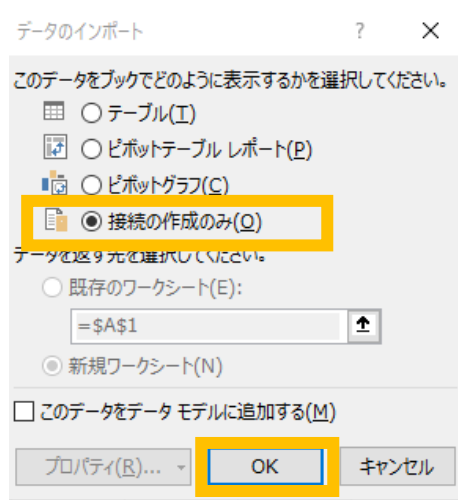 データのインポート ?
このデータをブックでどのように表示するかを選択してください。
テーブル(T)
ピボットテーブル レポート(P)
ピボットグラフ(C)
接続の作成のみ(O)
データを返す先を選択してください。
既存のワークシート(E):
=$A$1
新規ワークシート(N)
このデータをデータ モデルに追加する(M)
プロパティ(R)... OK キャンセル